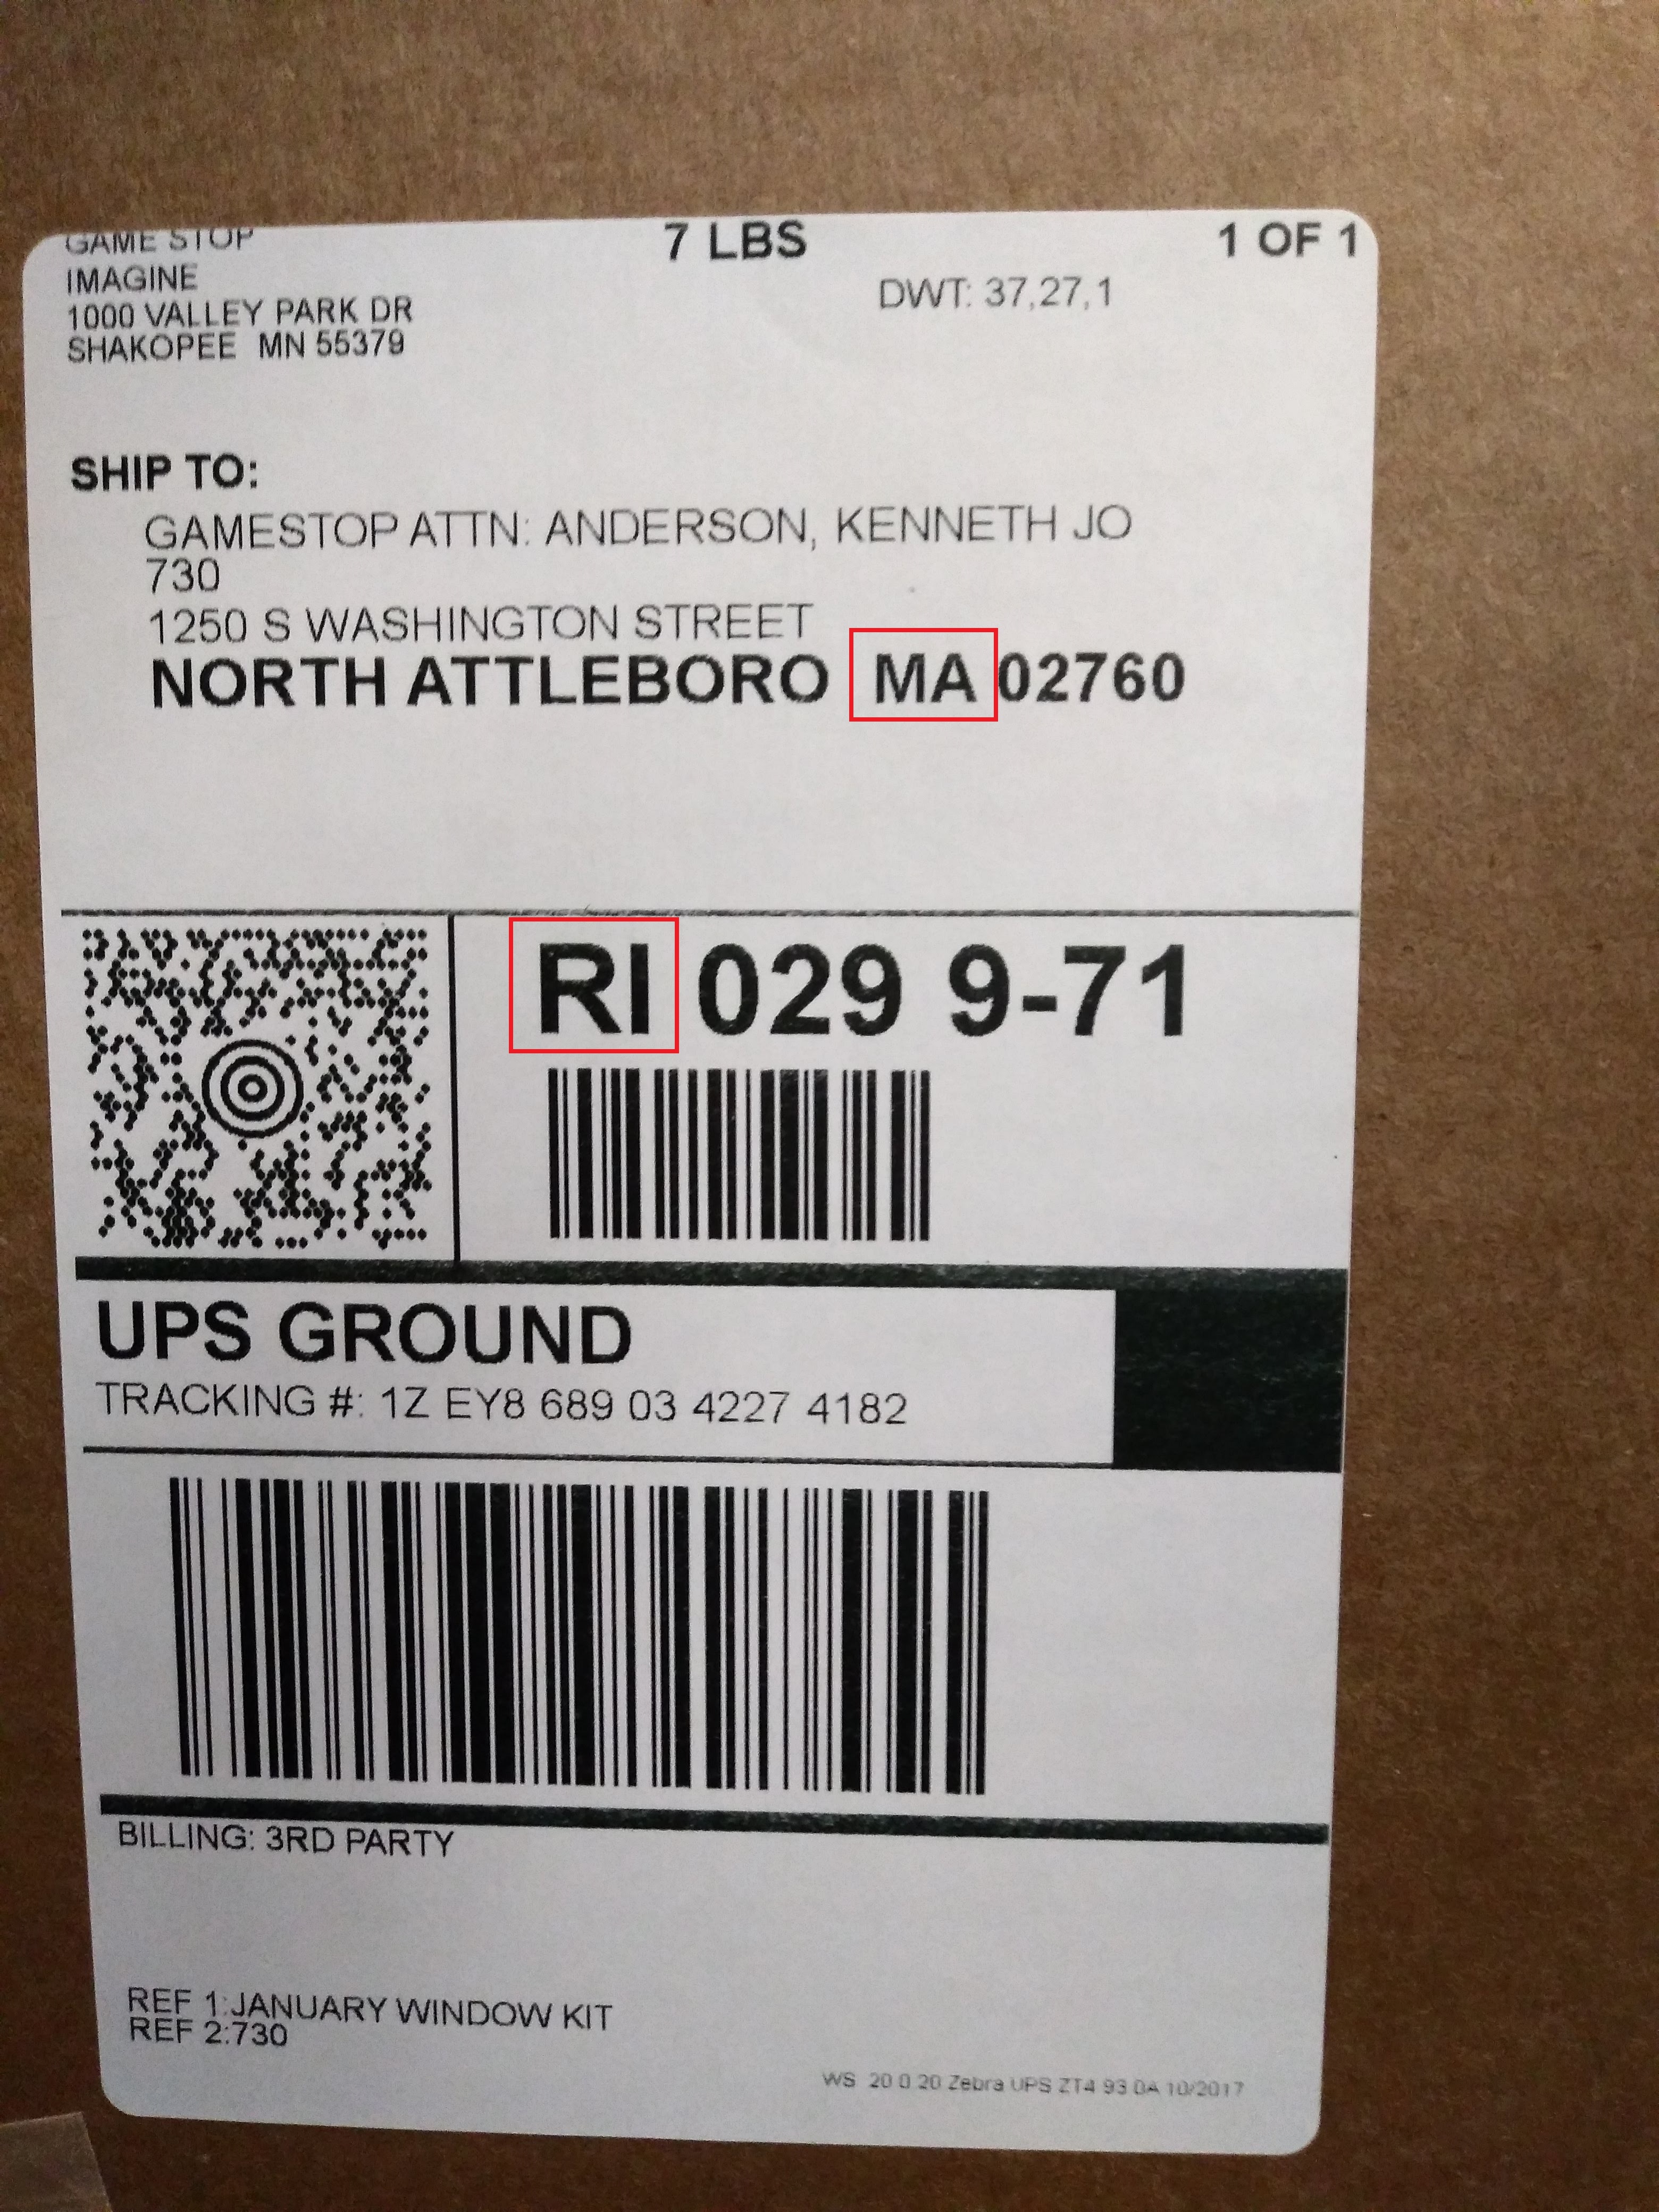 GAME STOP
IMAGINE
1000 VALLEY PARK DR
SHAKOPEE MN 55379
7 LBS
1 OF 1
DWT: 37,27,1
SHIP TO:
GAMESTOP ATTN: ANDERSON, KENNETH JO
730
1250 S WASHINGTON STREET
NORTH ATTLEBORO MA 02760
RI 029 9-71
UPS GROUND
TRACKING #: 1Z EY8 689 03 4227 4182
BILLING: 3RD PARTY
REF 1:JANUARY WINDOW KIT
REF 2:730
WS 20 0 20 Zebra UPS ZT4 93 0A 10/2017